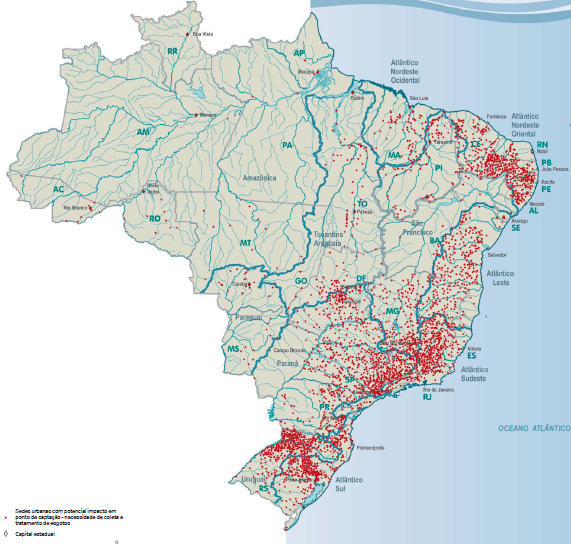 Boa Vista
RR
AP
Macapá
Atlântico
Nordeste
Ocidental
Belém
São Luís
Manaus
Fortaleza
Atlântico
Nordeste
Oriental
AM
PA
MA
Teresina
CE
RN
Natal
PI
PB
João Pessoa
Amazônica
Recife
PE
AC
Porto
Velho
TO
Palmas
Maceió
AL
Rio Branco
RO
São
Francisco
Aracaju
SE
MT
Tocantins
Araguaia
BA
Salvador
Cuiabá
GO
DF
Atlântico
Leste
Paraguai
MG
MS
Campo Grande
Vitória
ES
Paraná
SP
Atlântico
Sudeste
Rio de Janeiro
RJ
PR
OCEANO ATLÂNTICO
Florianópolis
Uruguai
RS
Atlântico
Sul
Sedes urbanas com potencial impacto em
ponto de captação - necessidade de coleta e
tratamento de esgotos
Capital estadual